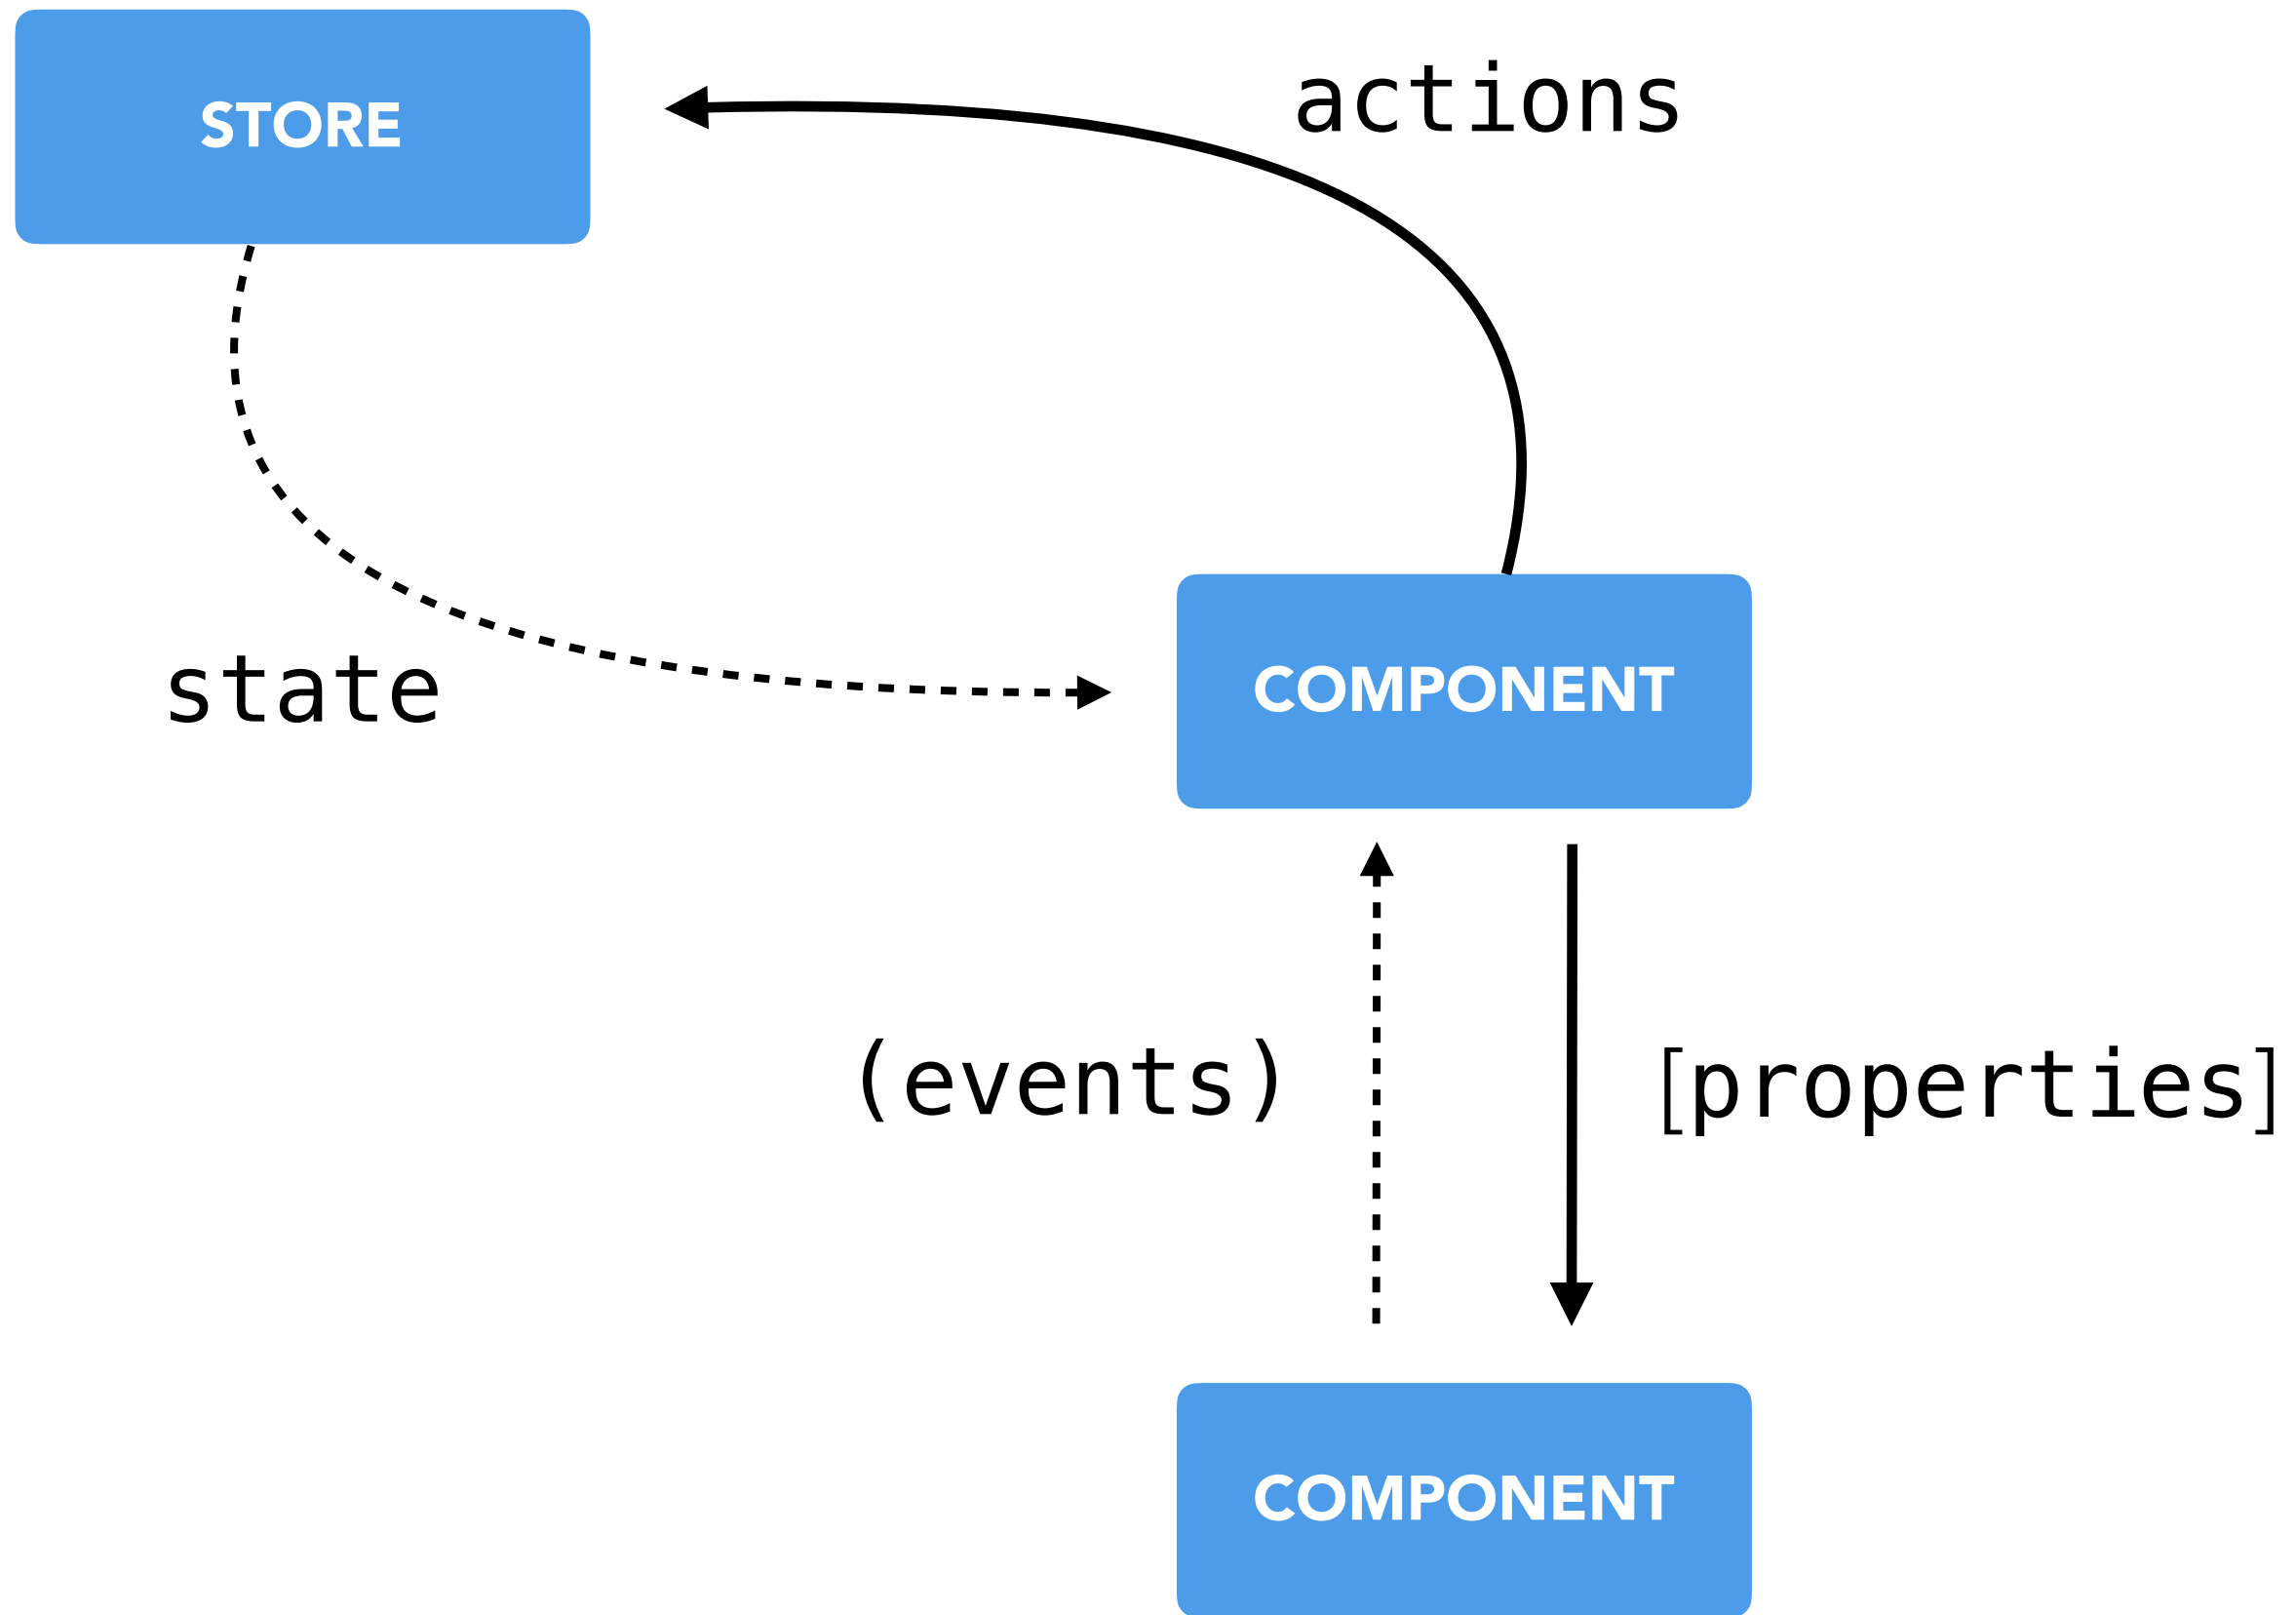 STORE
actions
state
COMPONENT
(events)
[properties]
COMPONENT